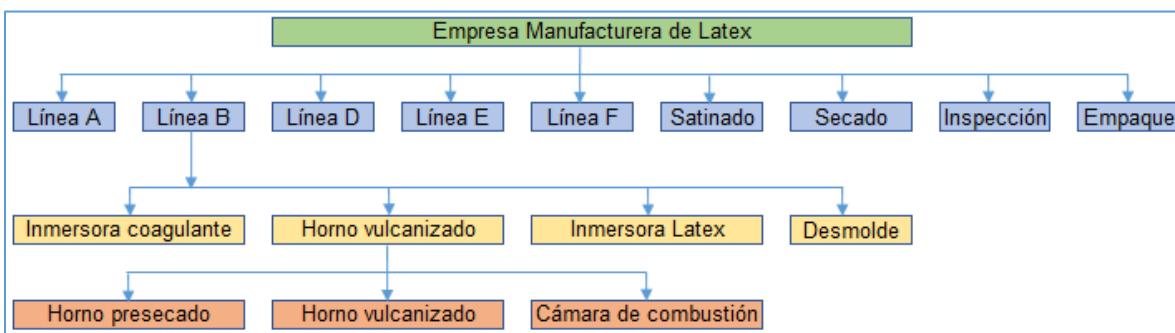 Empresa Manufacturera de Latex
Línea A Línea B Línea D Línea E Línea F Satinado Secado Inspección Empaque
Inmersora coagulante Horno vulcanizado Inmersora Latex Desmolde
Horno presecado Horno vulcanizado Cámara de combustión